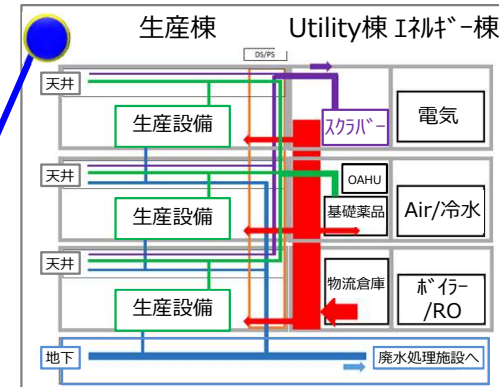 生産棟 Utility棟 ｴﾈﾙｷﾞｰ棟
DS/PS
天井
生産設備
ｽｸﾗﾊﾞｰ
電気
天井
生産設備
OAHU
基礎薬品
Air/冷水
天井
生産設備
物流倉庫
ﾎﾞｲﾗｰ
/RO
地下
廃水処理施設へ